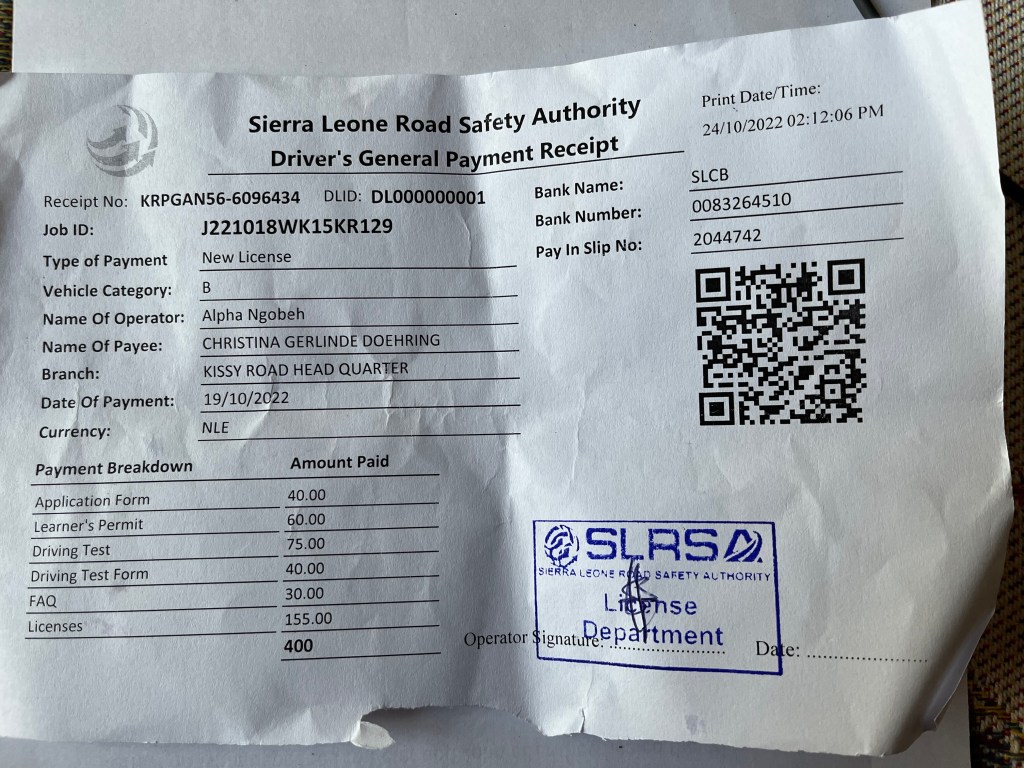 Sierra Leone Road Safety Authority
Driver's General Payment Receipt
Print Date/Time:
24/10/2022 02:12:06 PM
Receipt No: KRPGAN56-6096434 DLID: DL000000001
Job ID: J221018WK15KR129
Type of Payment New License
Vehicle Category: B
Name Of Operator: Alpha Ngobeh
Name Of Payee: CHRISTINA GERLINDE DOEHRING
Branch: KISSY ROAD HEAD QUARTER
Date Of Payment: 19/10/2022
Currency: NLE
Bank Name: SLCB
Bank Number: 0083264510
Pay In Slip No: 2044742
Payment Breakdown Amount Paid
Application Form 40.00
Learner's Permit 60.00
Driving Test 75.00
Driving Test Form 40.00
FAQ 30.00
Licenses 155.00
400
SLRSA
SIERRA LEONE ROAD SAFETY AUTHORITY
License
Department
Operator Signature: ........................
Date: ........................